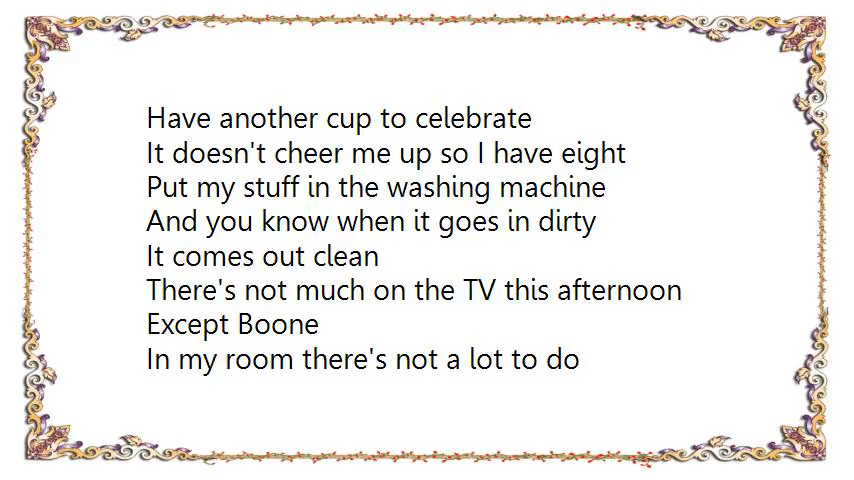 Have another cup to celebrate
It doesn't cheer me up so I have eight
Put my stuff in the washing machine
And you know when it goes in dirty
It comes out clean
There's not much on the TV this afternoon
Except Boone
In my room there's not a lot to do